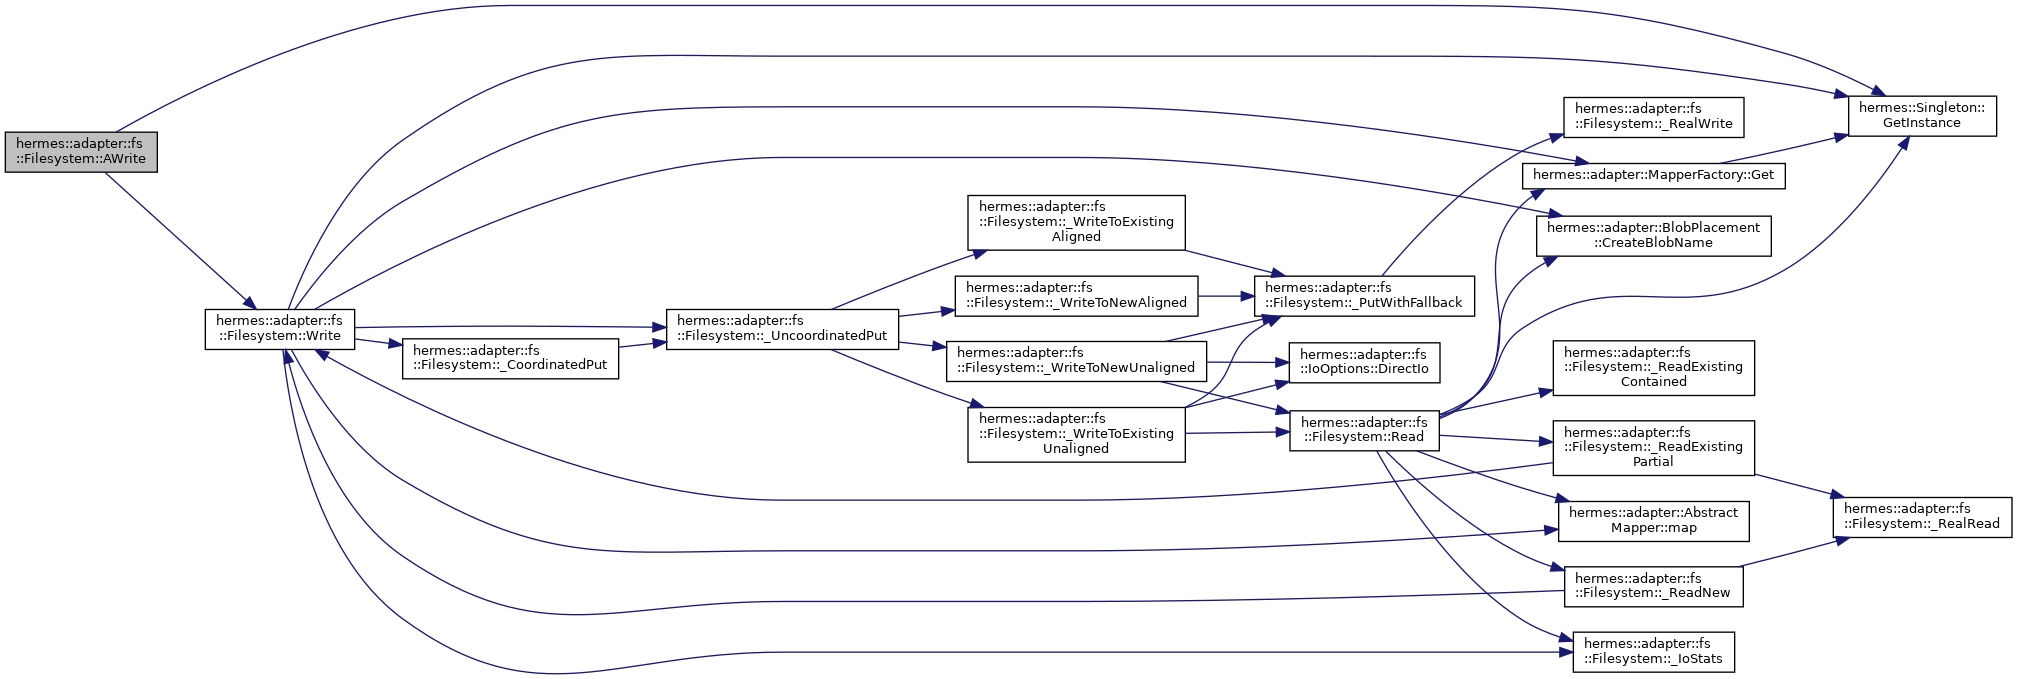 hermes::adapter::fs
::Filesystem::AWrite
hermes::adapter::fs
::Filesystem::Write
hermes::adapter::fs
::Filesystem::_CoordinatedPut
hermes::adapter::fs
::Filesystem::_UncoordinatedPut
hermes::adapter::fs
::Filesystem::_WriteToExisting
Aligned
hermes::adapter::fs
::Filesystem::_WriteToNewAligned
hermes::adapter::fs
::Filesystem::_WriteToNewUnaligned
hermes::adapter::fs
::Filesystem::_WriteToExisting
Unaligned
hermes::adapter::fs
::Filesystem::_PutWithFallback
hermes::adapter::fs
::IoOptions::DirectIo
hermes::adapter::fs
::Filesystem::Read
hermes::adapter::fs
::Filesystem::_RealWrite
hermes::adapter::MapperFactory::Get
hermes::adapter::BlobPlacement
::CreateBlobName
hermes::adapter::fs
::Filesystem::_ReadExisting
Contained
hermes::adapter::fs
::Filesystem::_ReadExisting
Partial
hermes::adapter::Abstract
Mapper::map
hermes::adapter::fs
::Filesystem::_ReadNew
hermes::adapter::fs
::Filesystem::_IoStats
hermes::Singleton::
GetInstance
hermes::adapter::fs
::Filesystem::_RealRead